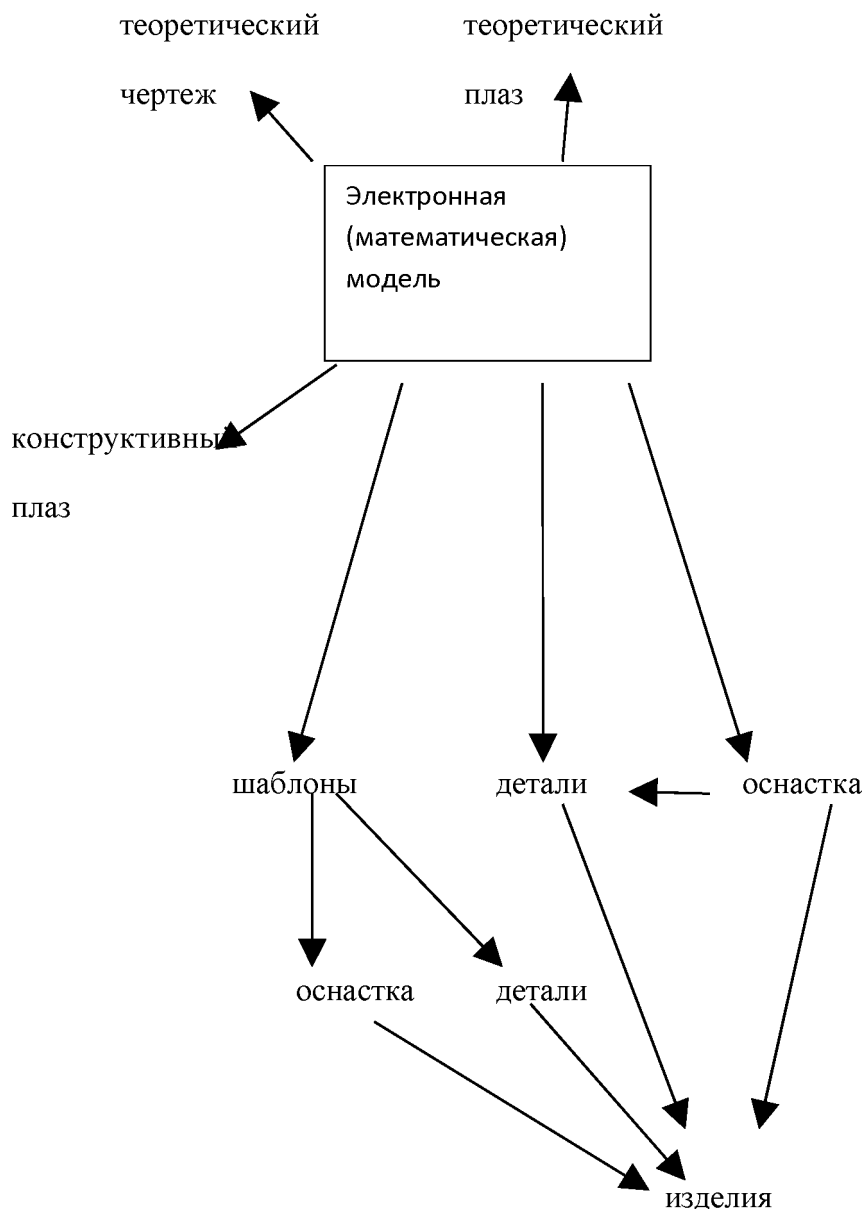 теоретический теоретический
чертеж плаз
Электронная
(математическая)
модель
конструктивный
плаз
шаблоны детали оснастка
оснастка детали
изделия